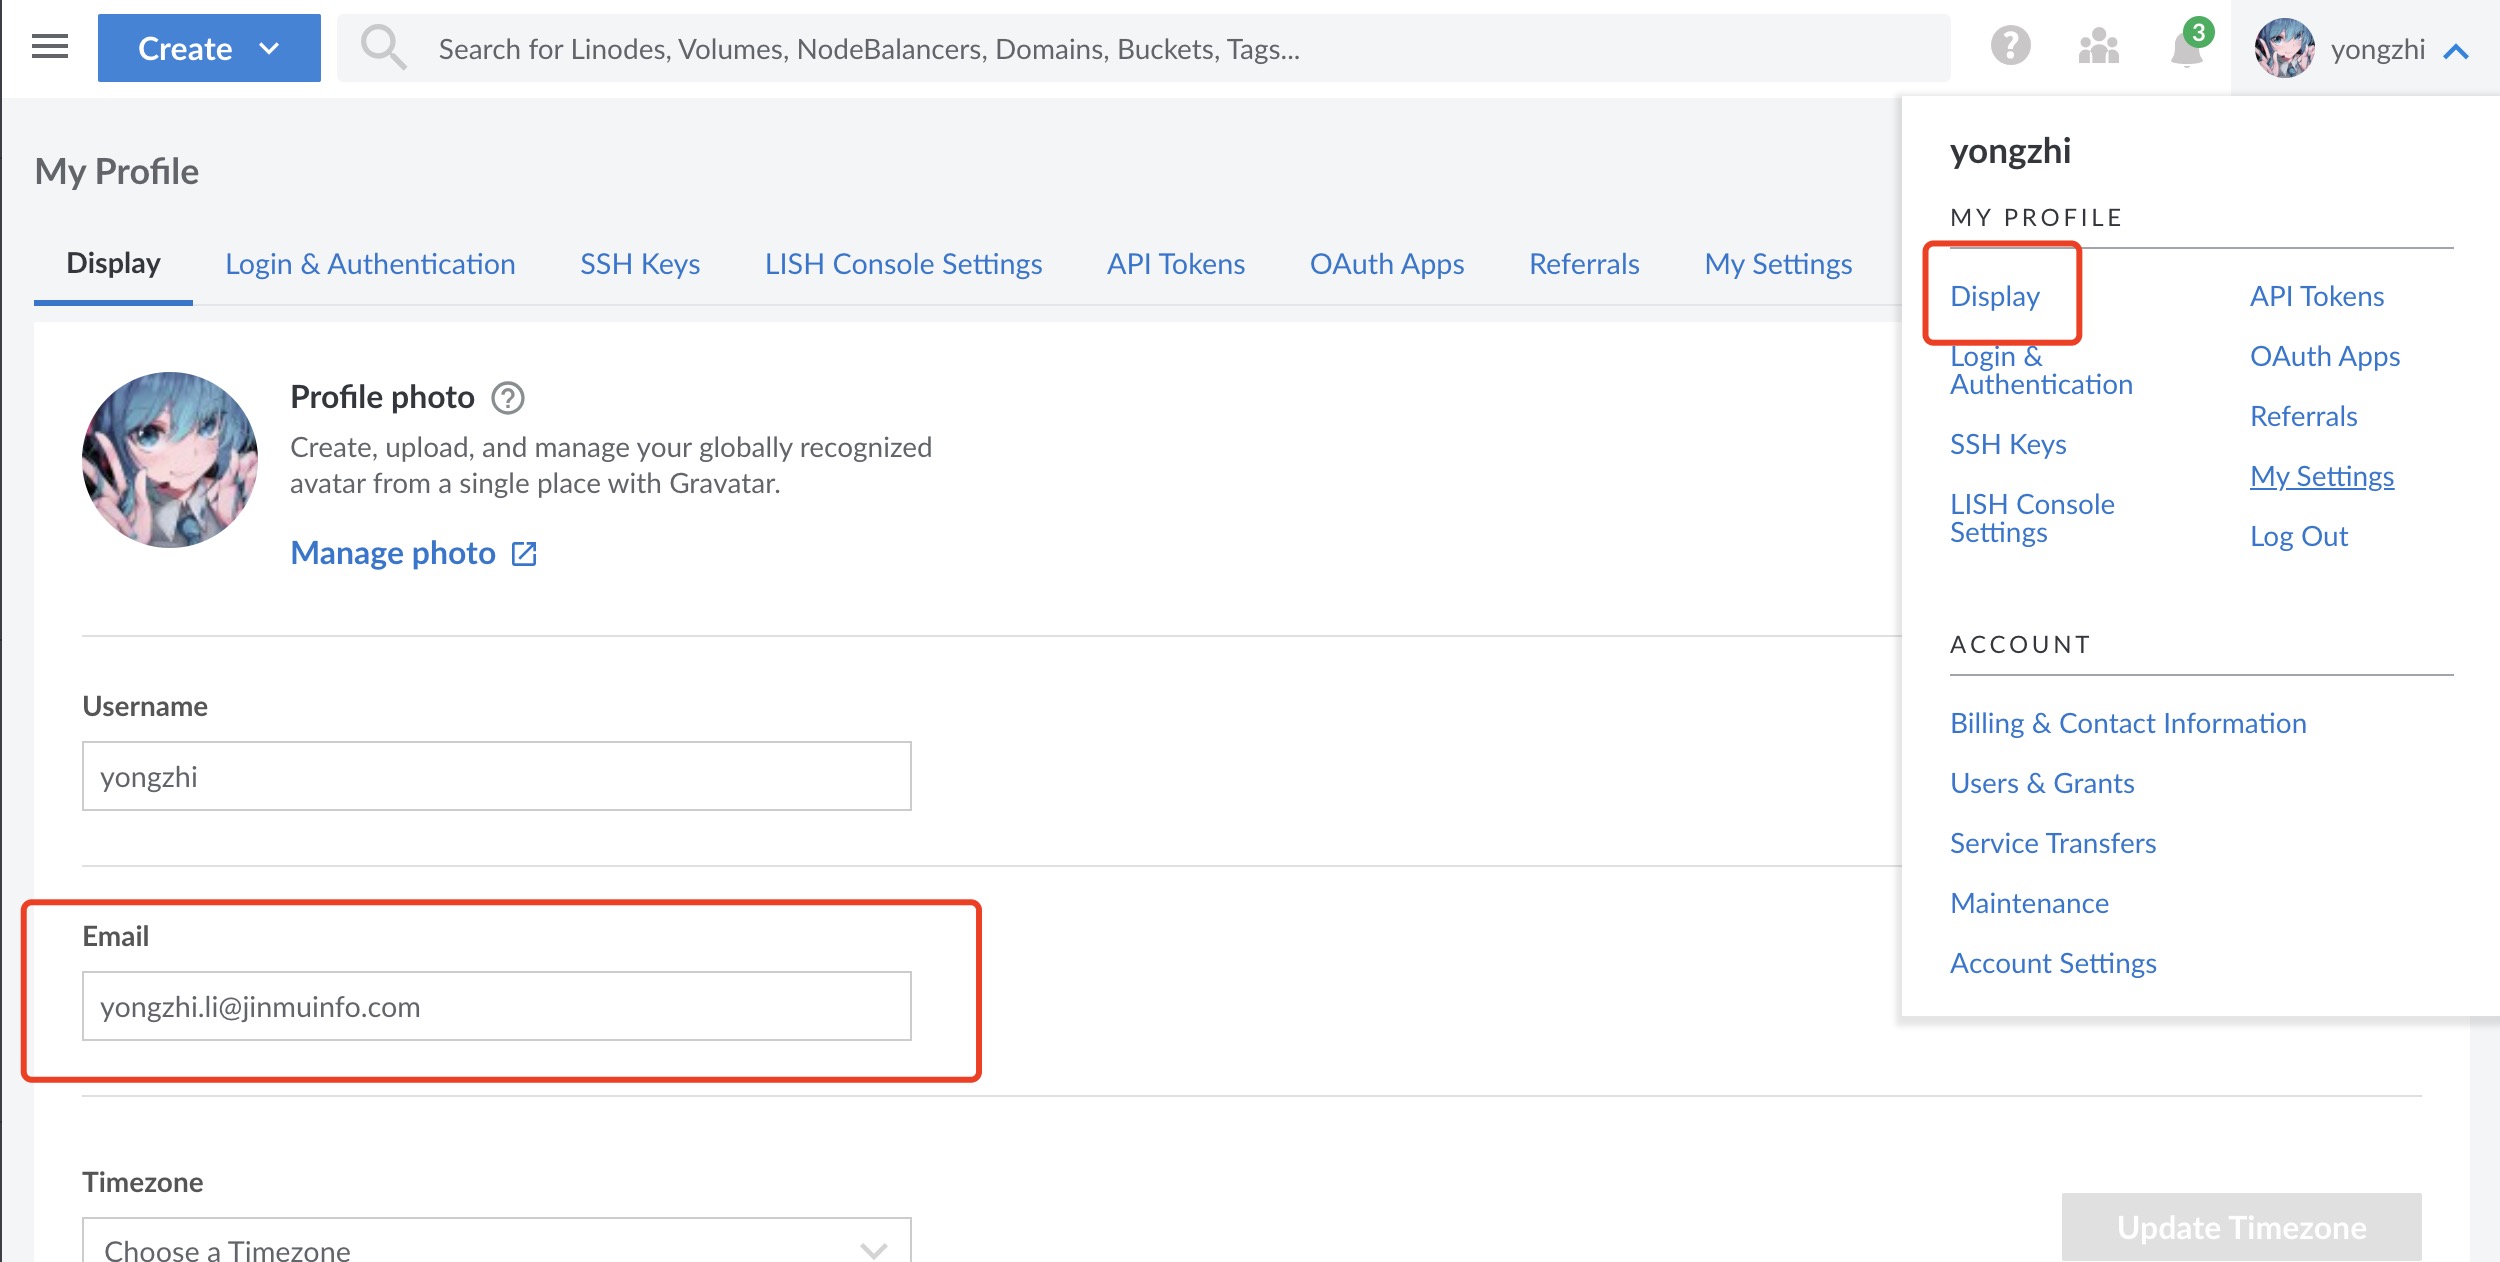 Create
Search for Linodes, Volumes, NodeBalancers, Domains, Buckets, Tags...
3
yongzhi
My Profile
Display
Login & Authentication
SSH Keys
LISH Console Settings
API Tokens
OAuth Apps
Referrals
My Settings
Profile photo
Create, upload, and manage your globally recognized
avatar from a single place with Gravatar.
Manage photo
Username
yongzhi
Email
yongzhi.li@jinmuinfo.com
Timezone
Choose a Timezone
Update Timezone
yongzhi
MY PROFILE
Display
Login &
Authentication
SSH Keys
LISH Console
Settings
API Tokens
OAuth Apps
Referrals
My Settings
Log Out
ACCOUNT
Billing & Contact Information
Users & Grants
Service Transfers
Maintenance
Account Settings